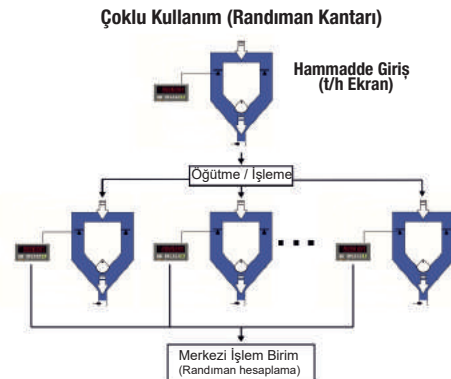 Çoklu Kullanım (Randıman Kantarı)
Hammadde Giriş
(t/h Ekran)
Öğütme / İşleme
Merkezi İşlem Birim
(Randıman hesaplama)